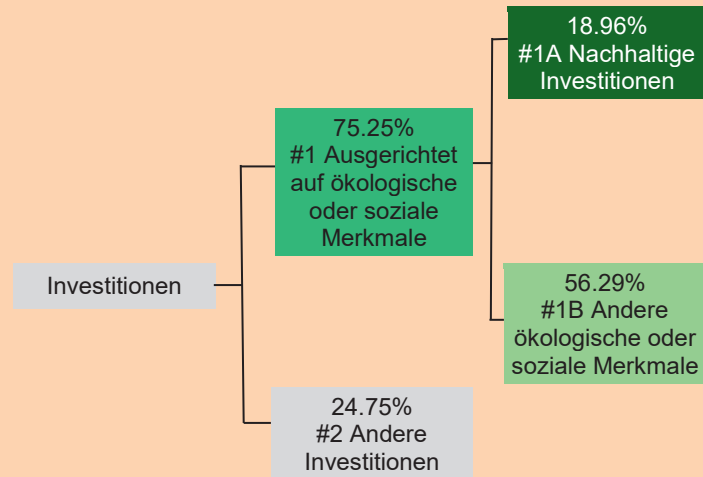 18.96%
#1A Nachhaltige
Investitionen
75.25%
#1 Ausgerichtet
auf ökologische
oder soziale
Merkmale
Investitionen
56.29%
#1B Andere
ökologische oder
soziale Merkmale
24.75%
#2 Andere
Investitionen